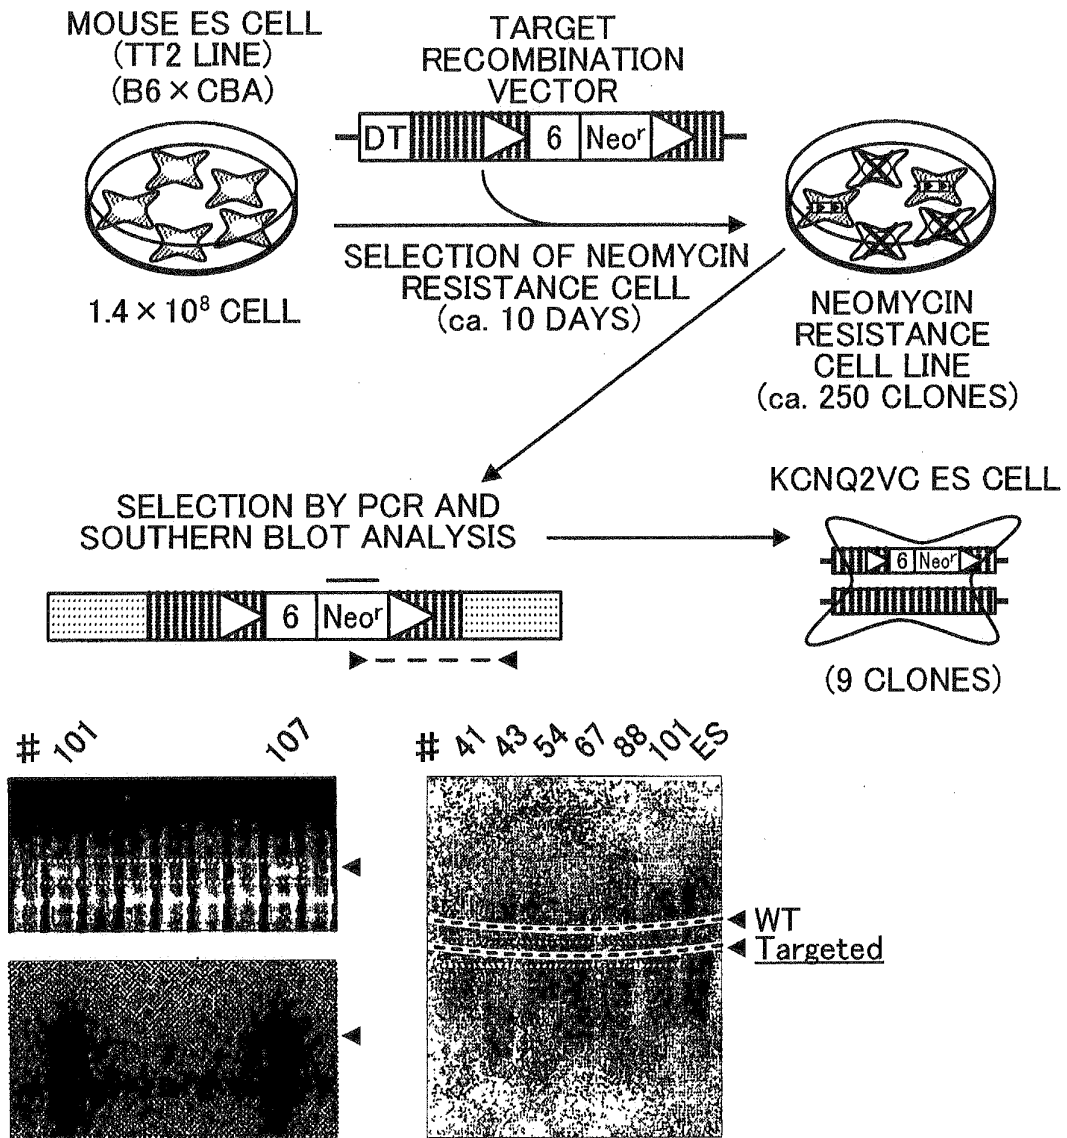 MOUSE ES CELL
(TT2 LINE)
(B6 × CBA)
TARGET
RECOMBINATION
VECTOR
DT 6 Neoʳ
SELECTION OF NEOMYCIN
RESISTANCE CELL
(ca. 10 DAYS)
1.4 × 10⁸ CELL
NEOMYCIN
RESISTANCE
CELL LINE
(ca. 250 CLONES)
SELECTION BY PCR AND
SOUTHERN BLOT ANALYSIS
6 Neoʳ
KCNQ2VC ES CELL
6 Neoʳ
(9 CLONES)
# 101 107
# 41 43 54 67 88 101 ES
WT
Targeted